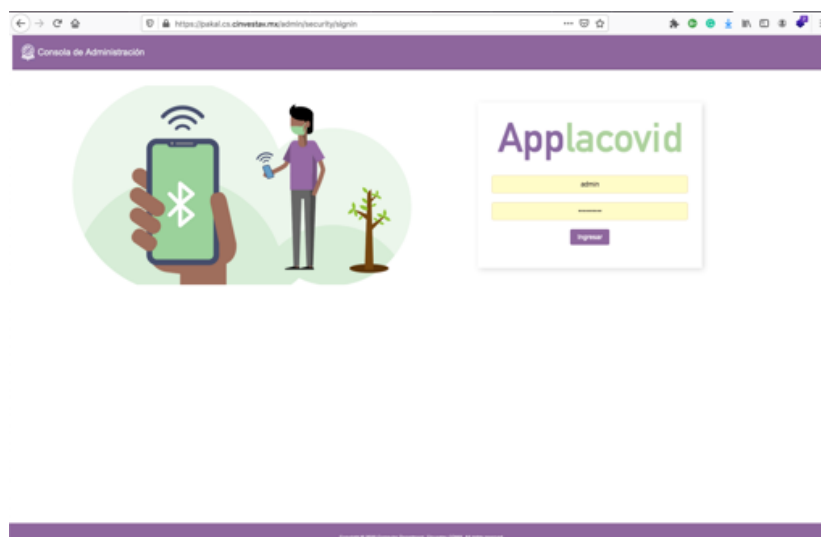 https://pakal.cs.cinvestav.mx/admin/security/signin
Consola de Administración
Applacovid
admin
Ingresar